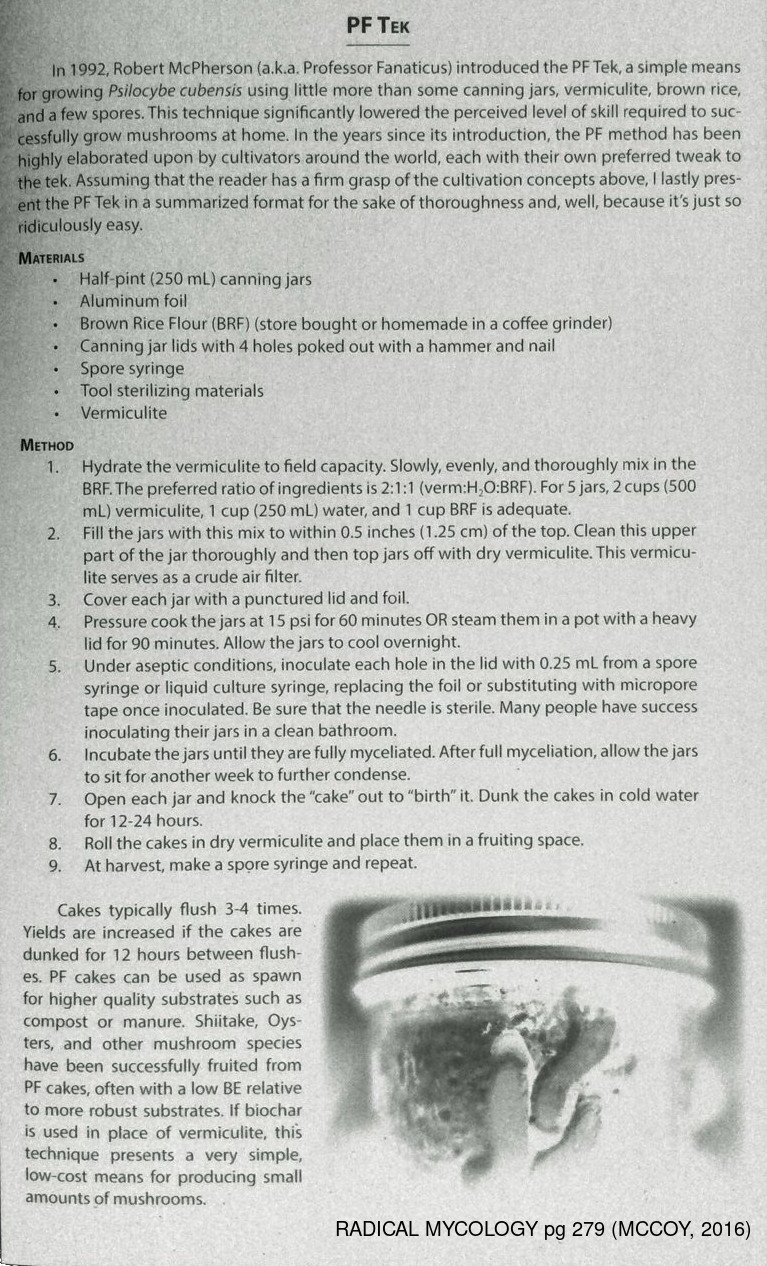 PF TEK
In 1992, Robert McPherson (a.k.a. Professor Fanaticus) introduced the PF Tek, a simple means
for growing Psilocybe cubensis using little more than some canning jars, vermiculite, brown rice,
and a few spores. This technique significantly lowered the perceived level of skill required to suc-
cessfully grow mushrooms at home. In the years since its introduction, the PF method has been
highly elaborated upon by cultivators around the world, each with their own preferred tweak to
the tek. Assuming that the reader has a firm grasp of the cultivation concepts above, I lastly pres-
ent the PF Tek in a summarized format for the sake of thoroughness and, well, because it's just so
ridiculously easy.
MATERIALS
• Half-pint (250 mL) canning jars
• Aluminum foil
• Brown Rice Flour (BRF) (store bought or homemade in a coffee grinder)
• Canning jar lids with 4 holes poked out with a hammer and nail
• Spore syringe
• Tool sterilizing materials
• Vermiculite
METHOD
1. Hydrate the vermiculite to field capacity. Slowly, evenly, and thoroughly mix in the
BRF. The preferred ratio of ingredients is 2:1:1 (verm:H₂O:BRF). For 5 jars, 2 cups (500
mL) vermiculite, 1 cup (250 mL) water, and 1 cup BRF is adequate.
2. Fill the jars with this mix to within 0.5 inches (1.25 cm) of the top. Clean this upper
part of the jar thoroughly and then top jars off with dry vermiculite. This vermicu-
lite serves as a crude air filter.
3. Cover each jar with a punctured lid and foil.
4. Pressure cook the jars at 15 psi for 60 minutes OR steam them in a pot with a heavy
lid for 90 minutes. Allow the jars to cool overnight.
5. Under aseptic conditions, inoculate each hole in the lid with 0.25 mL from a spore
syringe or liquid culture syringe, replacing the foil or substituting with micropore
tape once inoculated. Be sure that the needle is sterile. Many people have success
inoculating their jars in a clean bathroom.
6. Incubate the jars until they are fully myceliated. After full myceliation, allow the jars
to sit for another week to further condense.
7. Open each jar and knock the "cake" out to "birth" it. Dunk the cakes in cold water
for 12-24 hours.
8. Roll the cakes in dry vermiculite and place them in a fruiting space.
9. At harvest, make a spore syringe and repeat.
Cakes typically flush 3-4 times.
Yields are increased if the cakes are
dunked for 12 hours between flush-
es. PF cakes can be used as spawn
for higher quality substrates such as
compost or manure. Shiitake, Oys-
ters, and other mushroom species
have been successfully fruited from
PF cakes, often with a low BE relative
to more robust substrates. If biochar
is used in place of vermiculite, this
technique presents a very simple,
low-cost means for producing small
amounts of mushrooms.
RADICAL MYCOLOGY pg 279 (MCCOY, 2016)